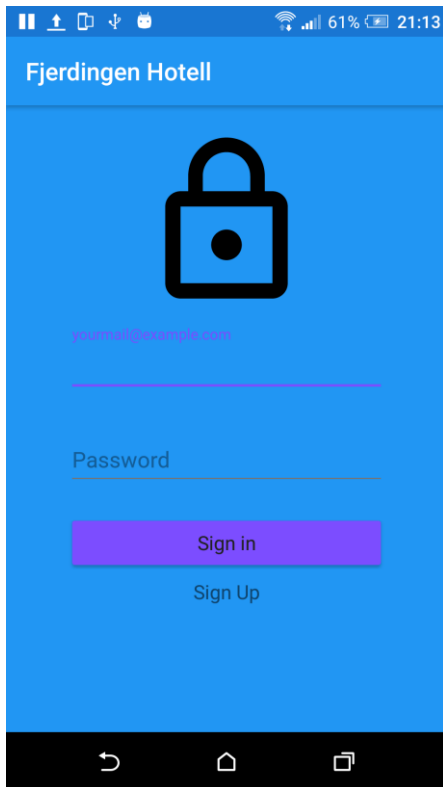 61% 21:13
Fjerdingen Hotell
yourmail@example.com
Password
Sign in
Sign Up